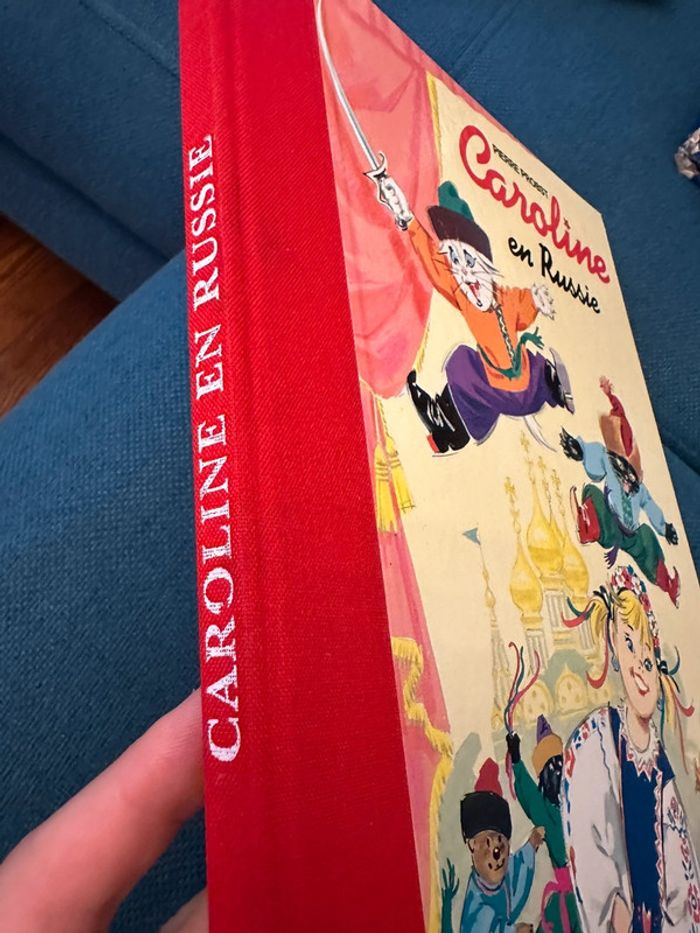 CAROLINE EN RUSSIE
PIERRE PROBST
Caroline
en Russie